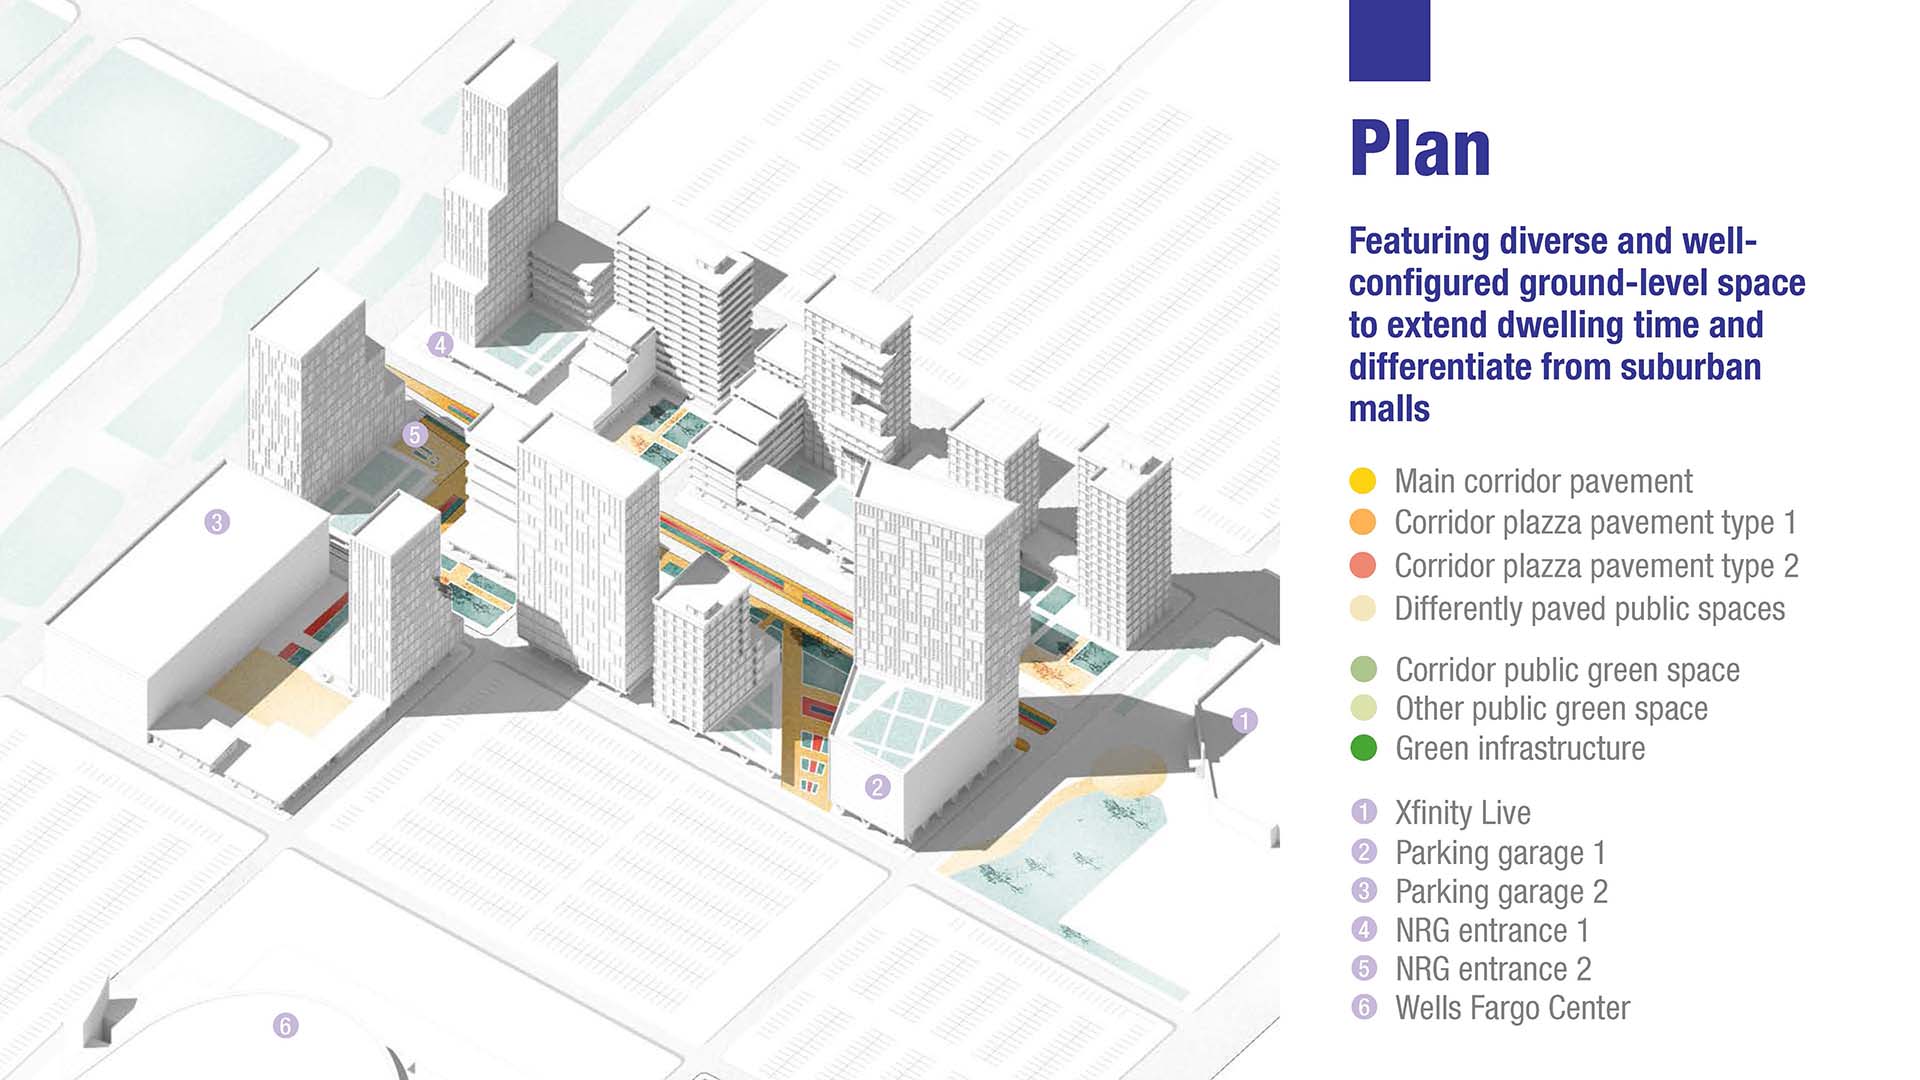 Plan
Featuring diverse and well-
configured ground-level space
to extend dwelling time and
differentiate from suburban
malls
Main corridor pavement
Corridor plazza pavement type 1
Corridor plazza pavement type 2
Differently paved public spaces
Corridor public green space
Other public green space
Green infrastructure
1 Xfinity Live
2 Parking garage 1
3 Parking garage 2
4 NRG entrance 1
5 NRG entrance 2
6 Wells Fargo Center
4
5
3
1
2
6